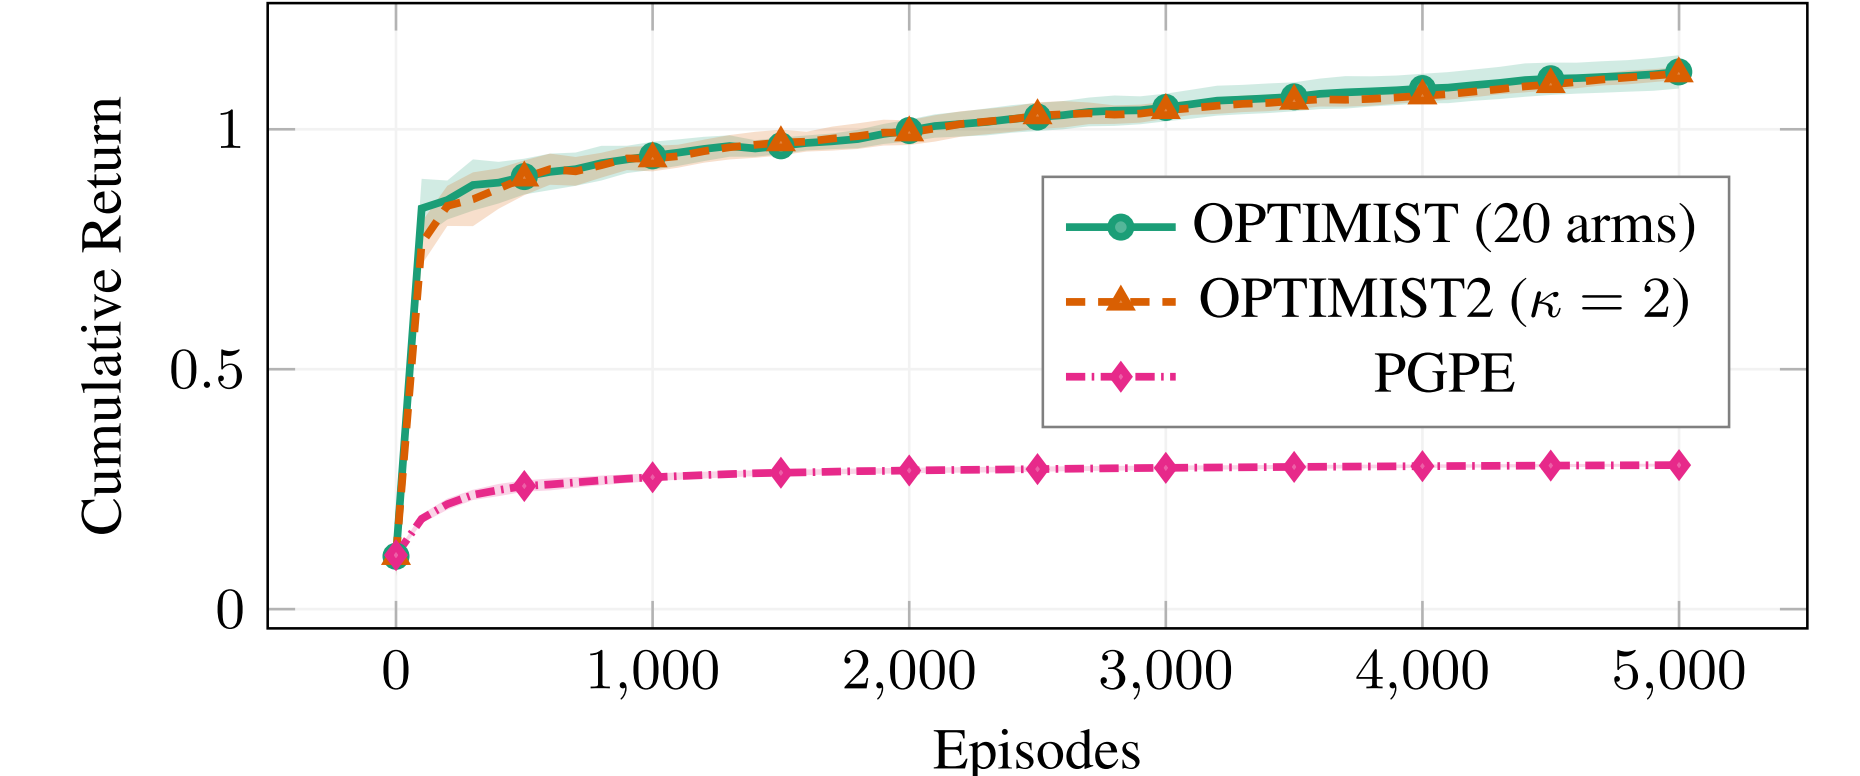 Cumulative Return
1
0.5
0
OPTIMIST (20 arms)
OPTIMIST2 (κ = 2)
PGPE
0 1,000 2,000 3,000 4,000 5,000
Episodes